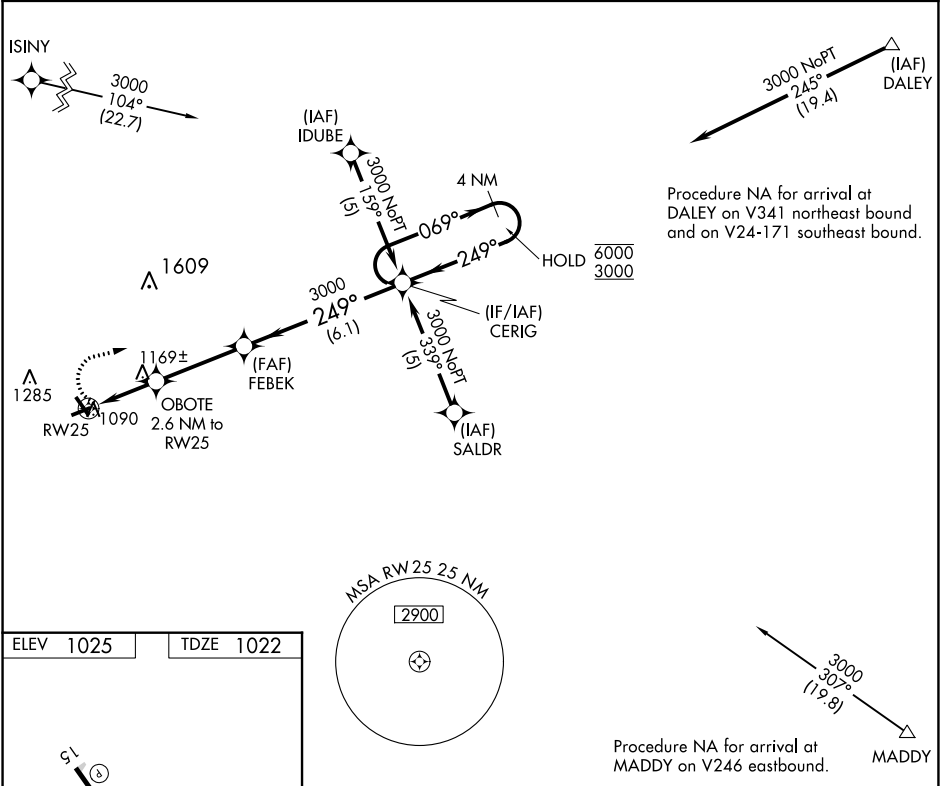 ISINY
3000
104°
(22.7)
(IAF)
IDUBE
3000 NoPT
159°
(5)
3000 NoPT
245°
(19.4)
(IAF)
DALEY
Procedure NA for arrival at
DALEY on V341 northeast bound
and on V24-171 southeast bound.
4 NM
069°
249°
HOLD
6000
3000
(IF/IAF)
CERIG
3000
249°
(6.1)
1609
1169±
1285
1090
RW25
OBOTE
2.6 NM to
RW25
(FAF)
FEBEK
3000 NoPT
339°
(5)
(IAF)
SALDR
MSA RW25 25 NM
2900
3000
307°
(19.8)
MADDY
Procedure NA for arrival at
MADDY on V246 eastbound.
ELEV 1025
TDZE 1022
15
P